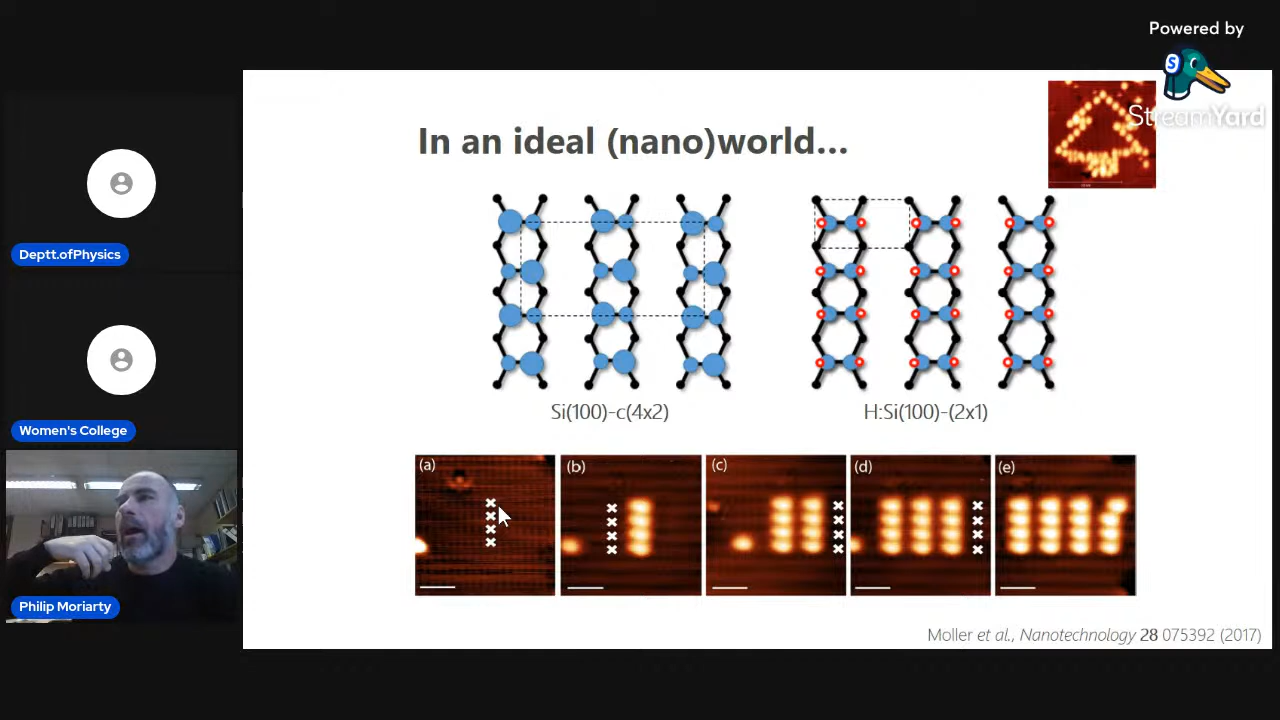 Powered by
StreamYard
In an ideal (nano)world...
Si(100)-c(4x2)
H:Si(100)-(2x1)
(a)
(b)
(c)
(d)
(e)
Moller et al., Nanotechnology 28 075392 (2017)
Deptt.ofPhysics
Women's College
Philip Moriarty